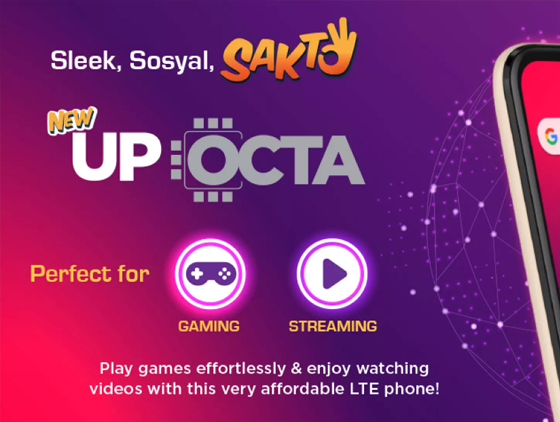 Sleek, Sosyal, SAKTO
NEW
UP OCTA
Perfect for
GAMING STREAMING
Play games effortlessly & enjoy watching
videos with this very affordable LTE phone!
G